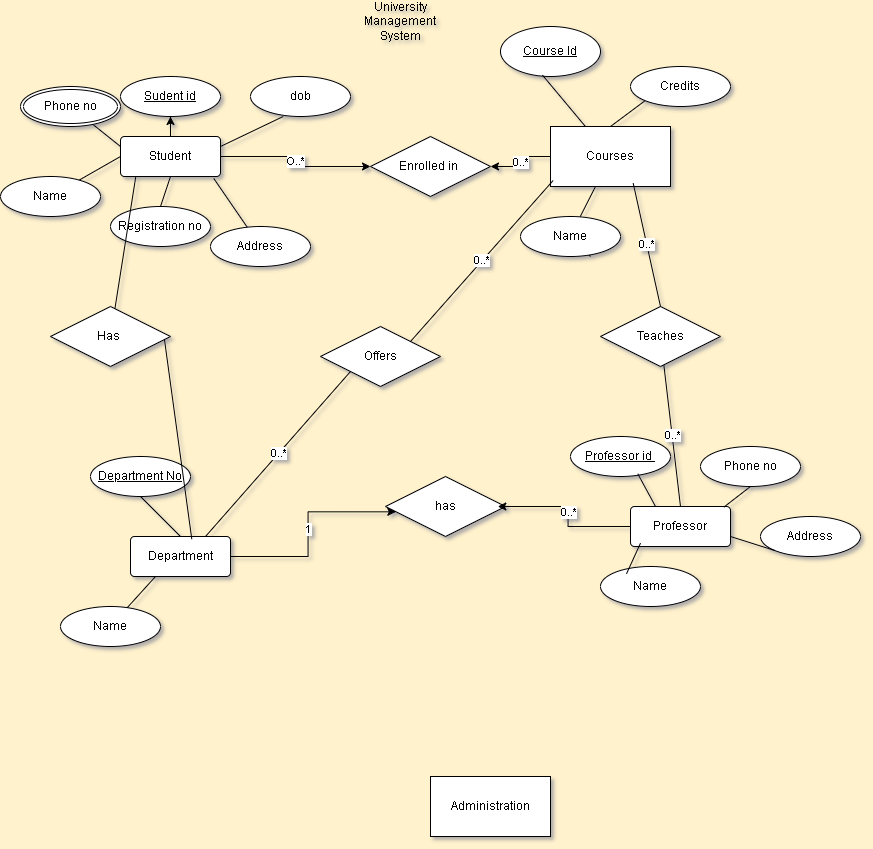 University
Management
System
Course Id
Credits
Phone no
Sudent id
dob
Student
O..*
Enrolled in
0..*
Courses
Name
Registration no
Address
Name
0..*
0..*
Has
Offers
Teaches
0..*
0..*
Department No
Professor id
Phone no
has
0..*
1
Professor
Address
Department
Name
Name
Administration